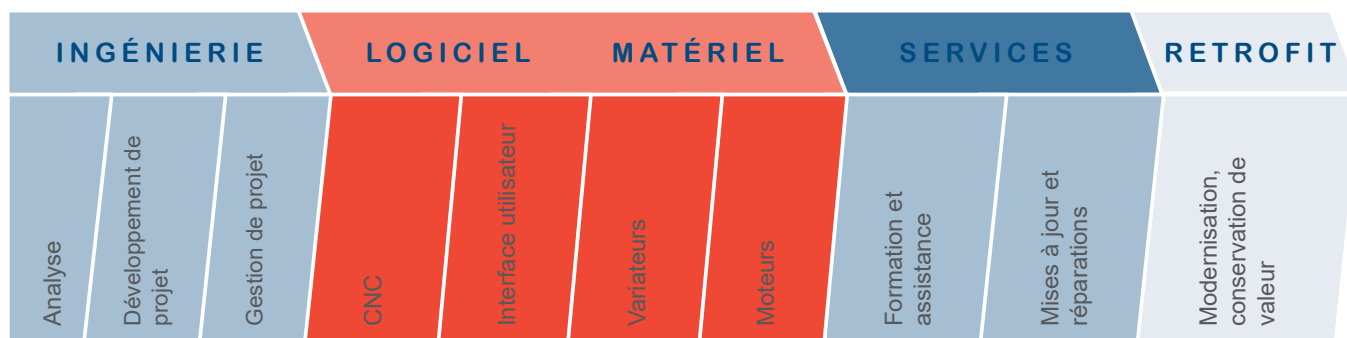 INGÉNIERIE
LOGICIEL
MATÉRIEL
SERVICES
RETROFIT
Analyse
Développement de
projet
Gestion de projet
CNC
Interface utilisateur
Variateurs
Moteurs
Formation et
assistance
Mises à jour et
réparations
Modernisation,
conservation de
valeur